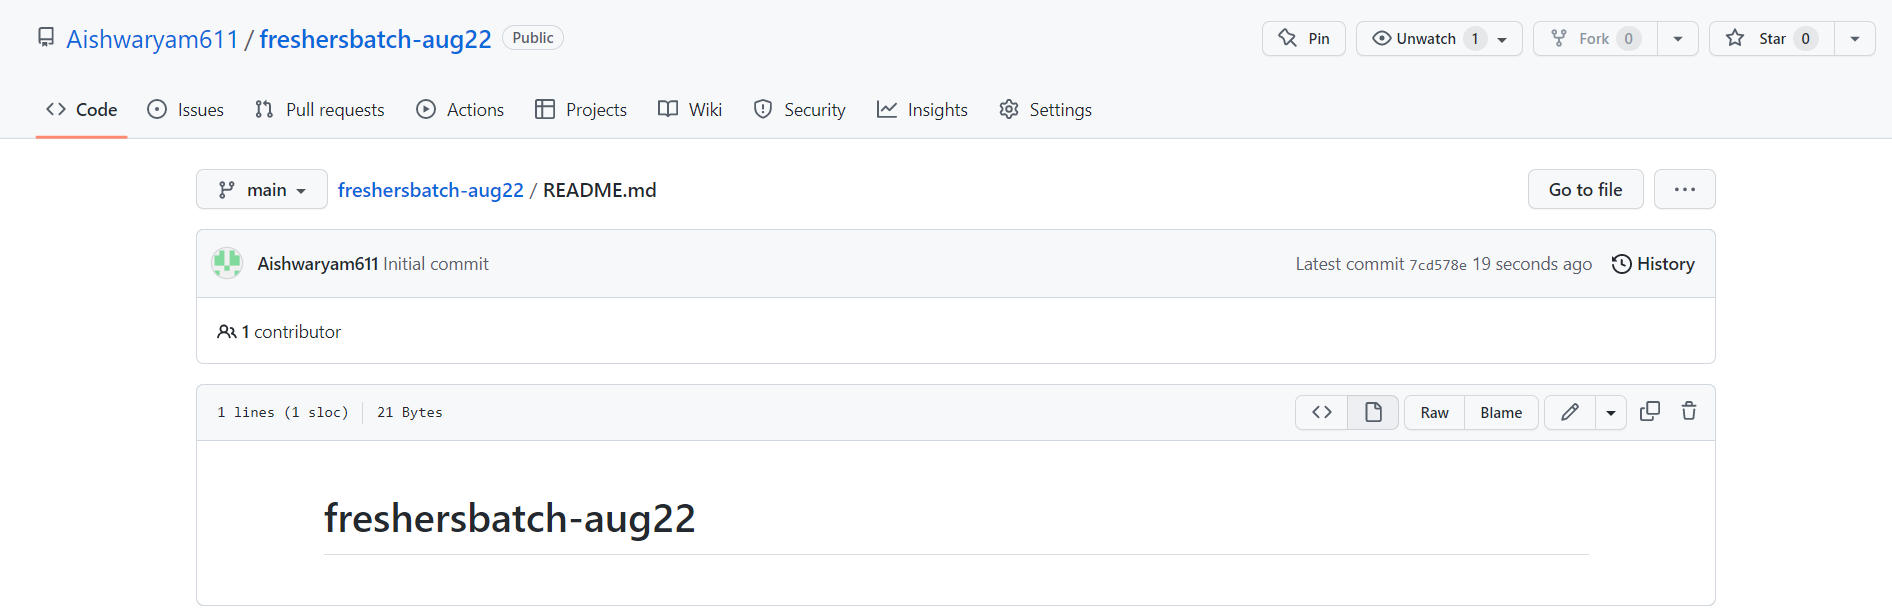 Aishwaryam611 / freshersbatch-aug22 Public Pin Unwatch 1 Fork 0 Star 0
Code Issues Pull requests Actions Projects Wiki Security Insights Settings
main freshersbatch-aug22 / README.md Go to file ...
Aishwaryam611 Initial commit Latest commit 7cd578e 19 seconds ago History
1 contributor
1 lines (1 sloc) 21 Bytes Raw Blame
freshersbatch-aug22